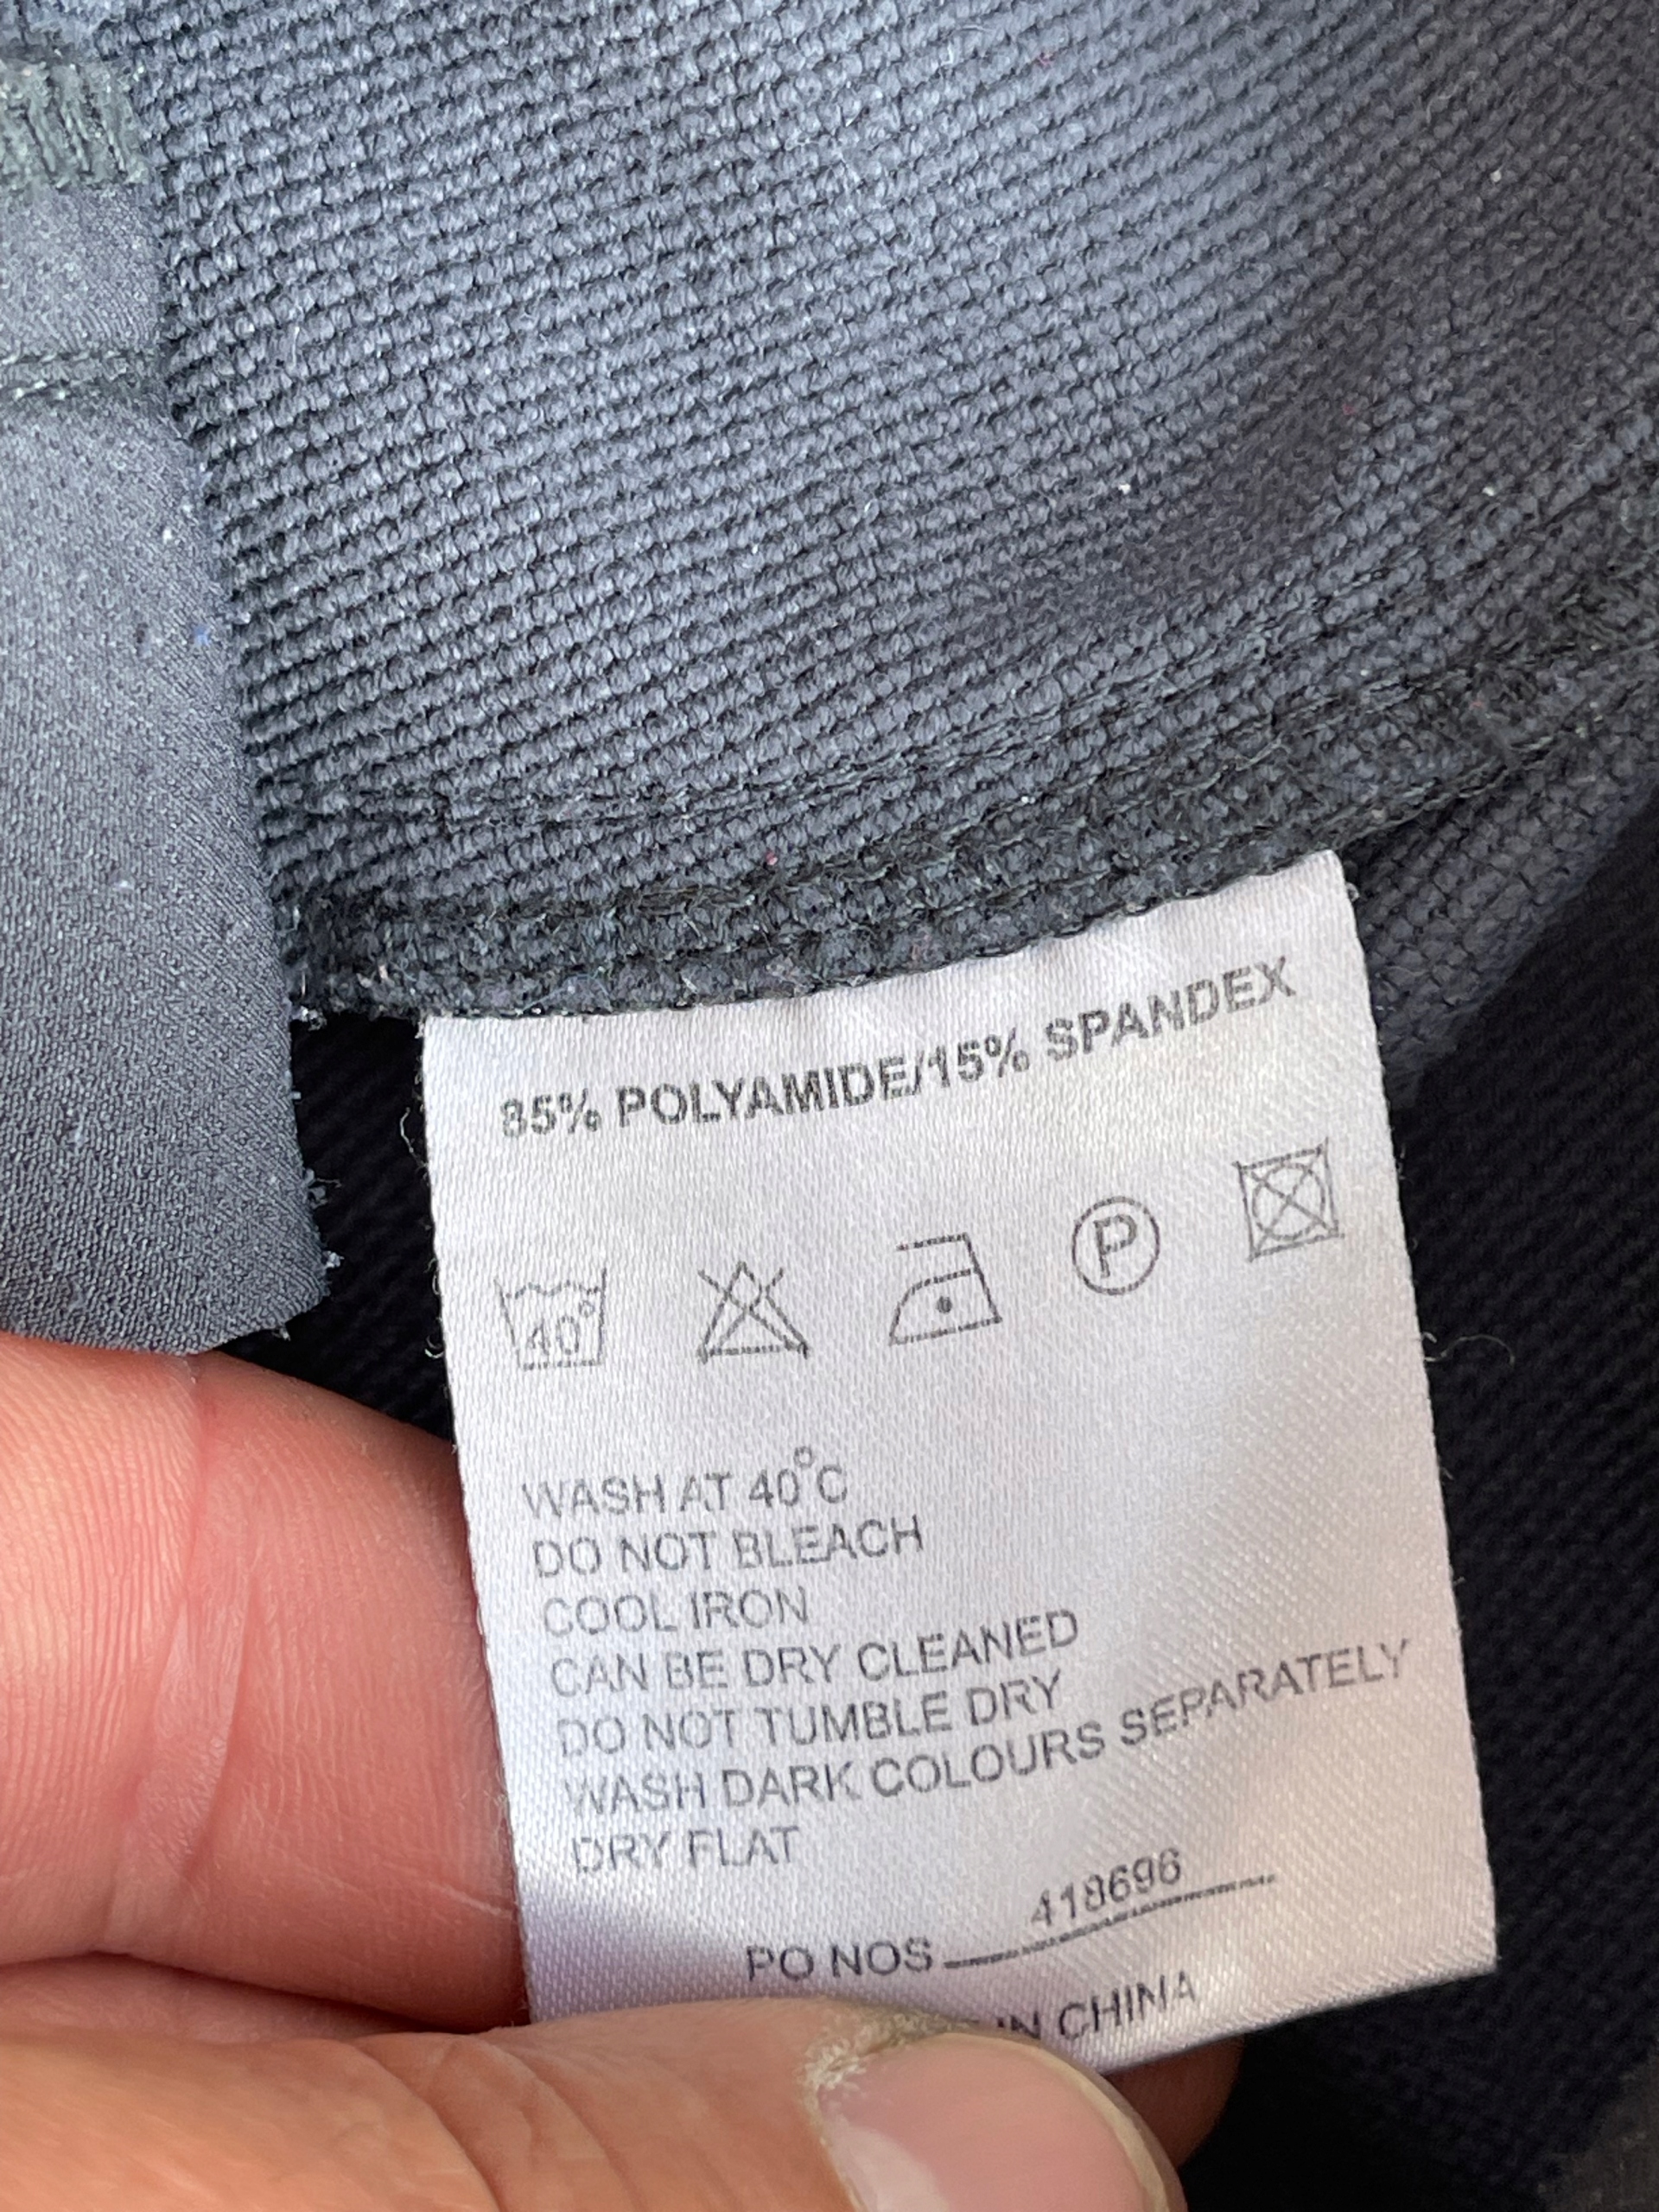 85% POLYAMIDE/15% SPANDEX
40° P
WASH AT 40°C
DO NOT BLEACH
COOL IRON
CAN BE DRY CLEANED
DO NOT TUMBLE DRY
WASH DARK COLOURS SEPARATELY
DRY FLAT
418696
PO NOS
IN CHINA